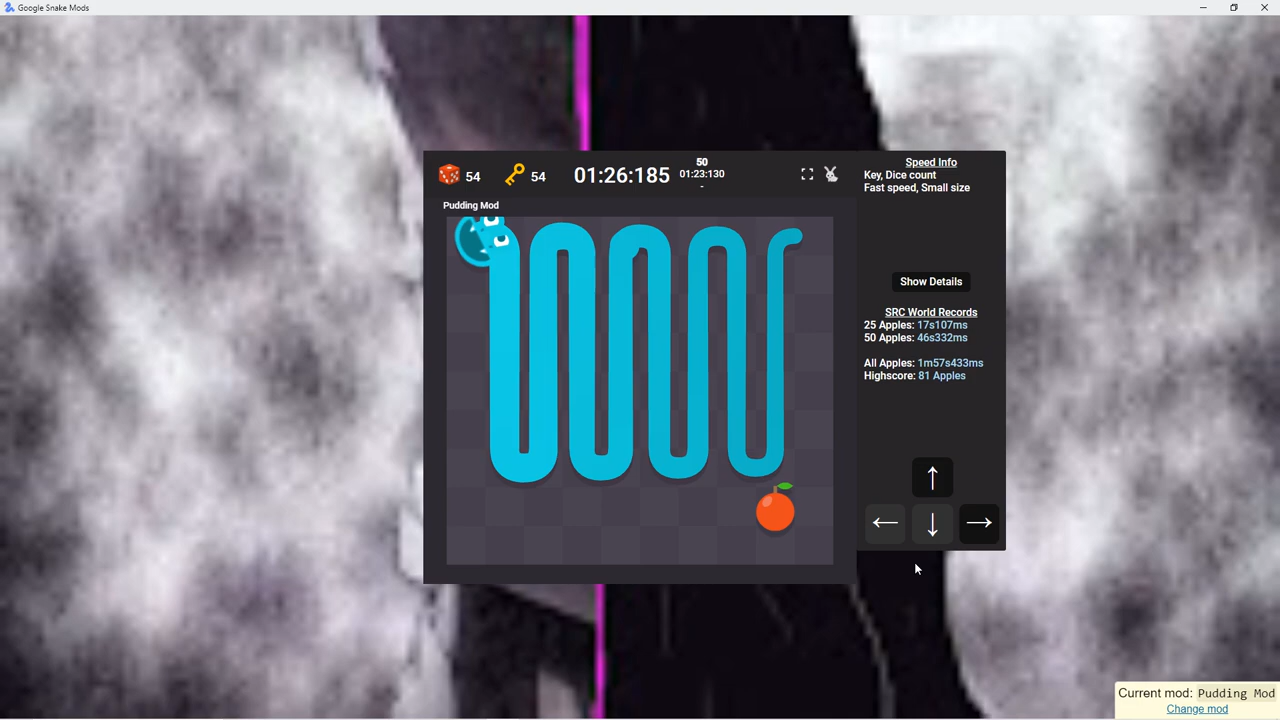 Google Snake Mods
54
54
01:26:185
50
01:23:130
-
Pudding Mod
Speed Info
Key, Dice count
Fast speed, Small size
Show Details
SRC World Records
25 Apples: 17s107ms
50 Apples: 46s332ms
All Apples: 1m57s433ms
Highscore: 81 Apples
↑
← ↓ →
Current mod: Pudding Mod
Change mod